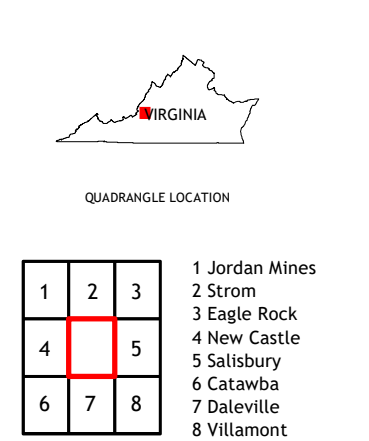 VIRGINIA
QUADRANGLE LOCATION
1 2 3
4 5
6 7 8
1 Jordan Mines
2 Strom
3 Eagle Rock
4 New Castle
5 Salisbury
6 Catawba
7 Daleville
8 Villamont